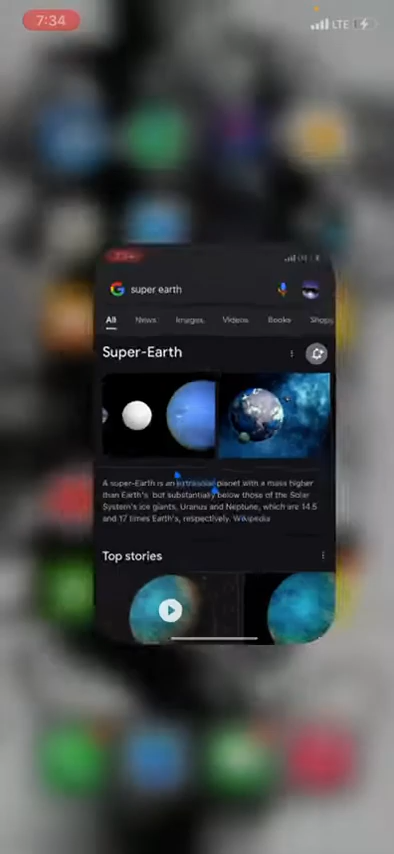 7:34
LTE
super earth
All News Images Videos Books Shopp
Super-Earth
A super-Earth is an extrasolar planet with a mass higher
than Earth's, but substantially below those of the Solar
System's ice giants, Uranus and Neptune, which are 14.5
and 17 times Earth's, respectively. Wikipedia
Top stories